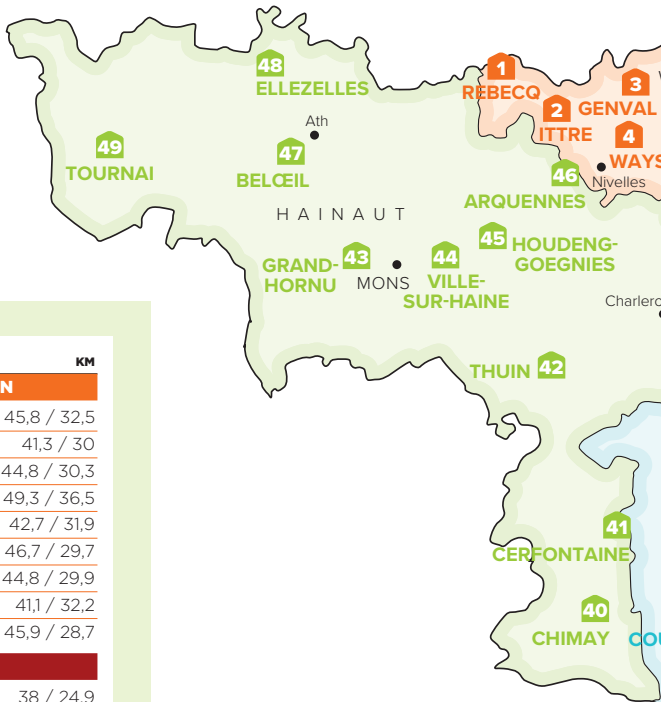 48
ELLEZELLES
1
REBECQ
3
GENVAL
2
ITTRE
4
WAYS
Ath
49
TOURNAI
47
BELŒIL
46
Nivelles
ARQUENNES
HAINAUT
45
HOUDENG-
GOEGNIES
43
GRAND-
HORNU
MONS
44
VILLE-
SUR-HAINE
Charlero
THUIN 42
41
CERFONTAINE
40
CHIMAY
COU
KM
N
45,8 / 32,5
41,3 / 30
44,8 / 30,3
49,3 / 36,5
42,7 / 31,9
46,7 / 29,7
44,8 / 29,9
41,1 / 32,2
45,9 / 28,7
38 / 24,9